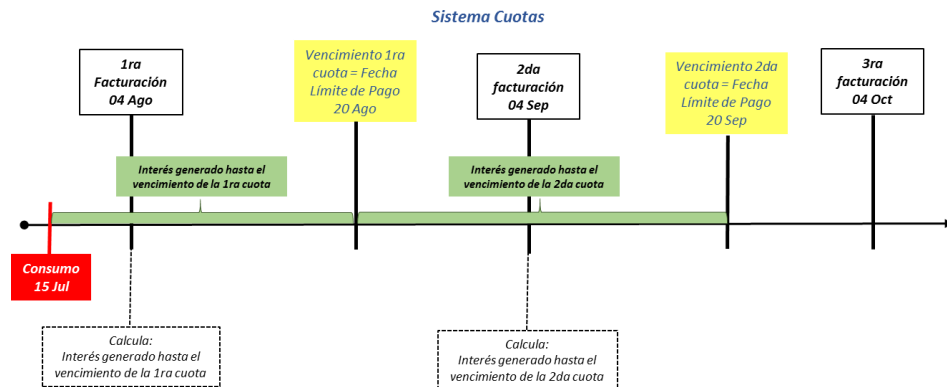 Sistema Cuotas
1ra
Facturación
04 Ago
Vencimiento 1ra
cuota = Fecha
Límite de Pago
20 Ago
2da
facturación
04 Sep
Vencimiento 2da
cuota = Fecha
Límite de Pago
20 Sep
3ra
facturación
04 Oct
Interés generado hasta el
vencimiento de la 1ra cuota
Interés generado hasta el
vencimiento de la 2da cuota
Consumo
15 Jul
Calcula:
Interés generado hasta el
vencimiento de la 1ra cuota
Calcula:
Interés generado hasta el
vencimiento de la 2da cuota